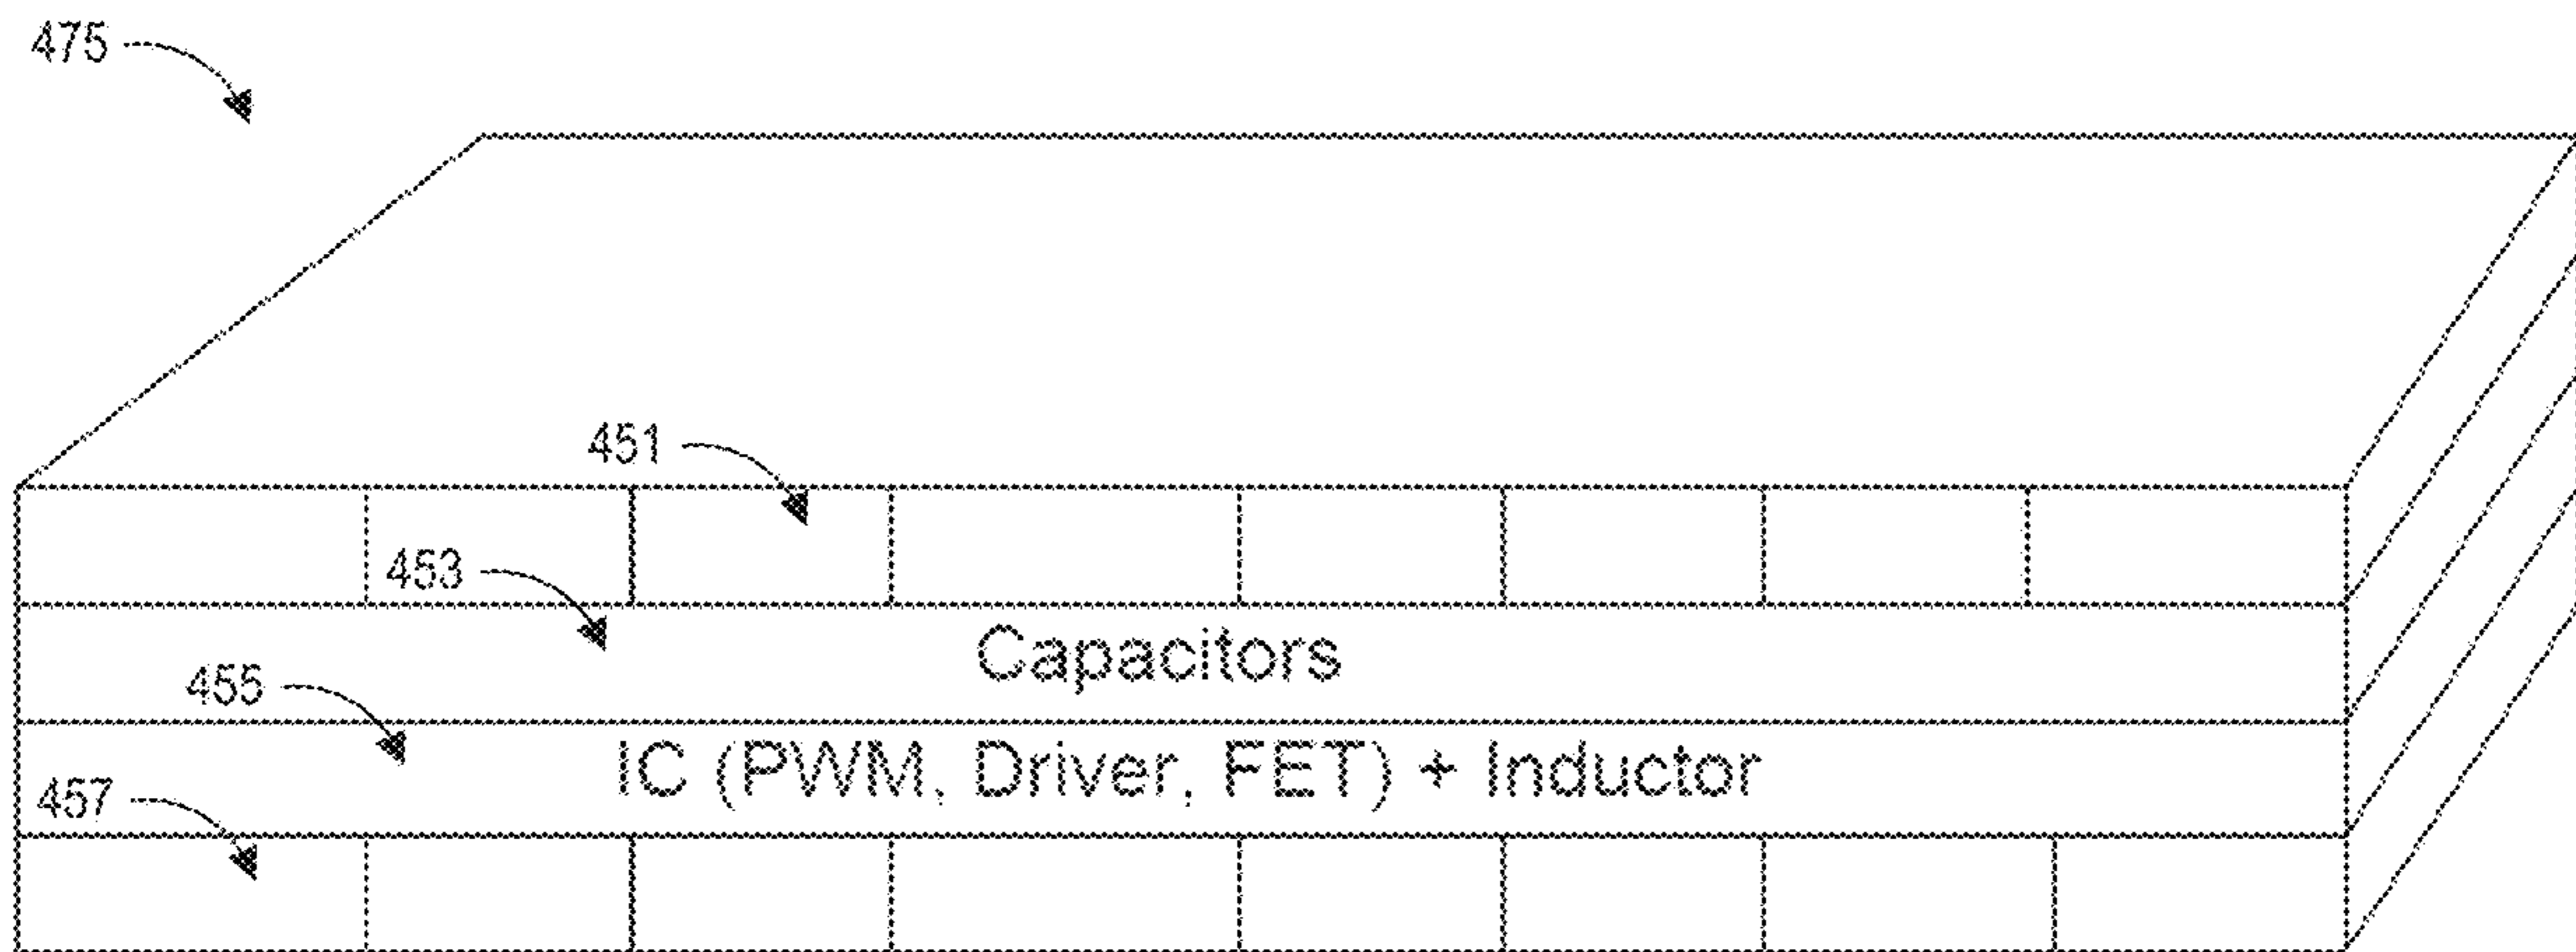 475
451
453
Capacitors
455
IC (PWM, Driver, FET) + Inductor
457